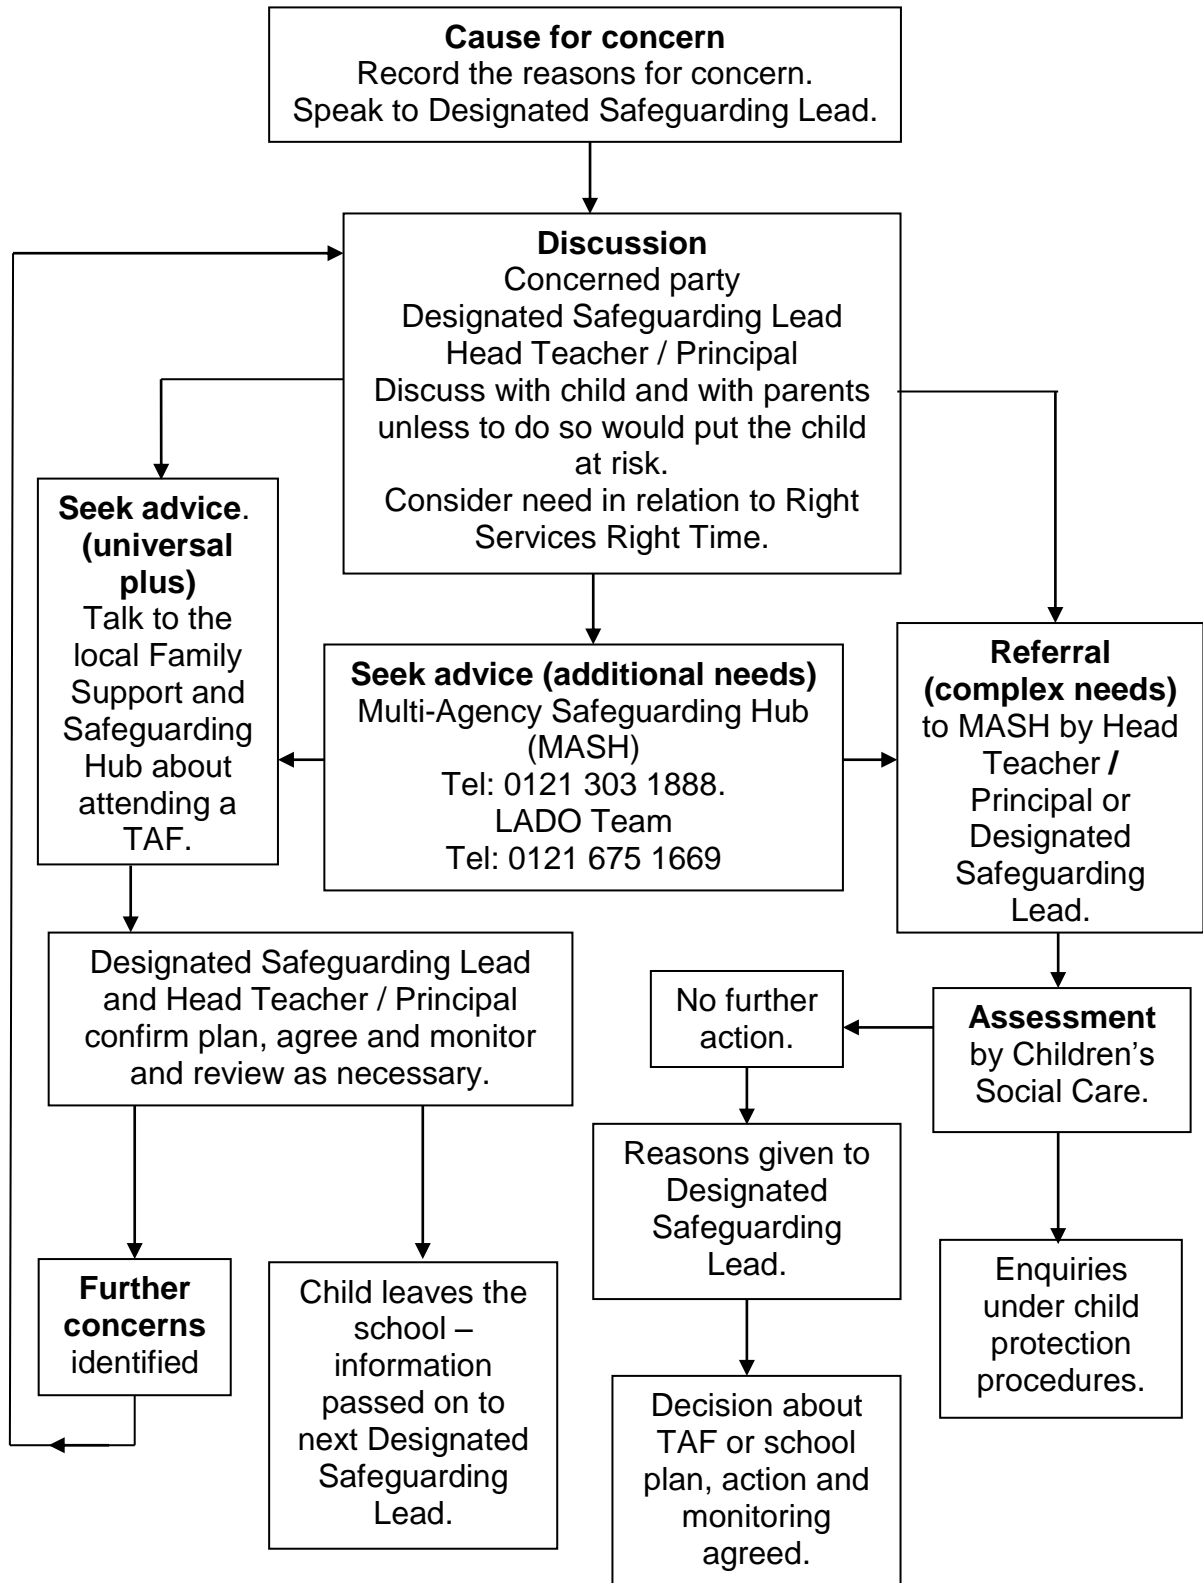 Cause for concern
Record the reasons for concern.
Speak to Designated Safeguarding Lead.
Discussion
Concerned party
Designated Safeguarding Lead
Head Teacher / Principal
Discuss with child and with parents
unless to do so would put the child
at risk.
Consider need in relation to Right
Services Right Time.
Seek advice.
(universal
plus)
Talk to the
local Family
Support and
Safeguarding
Hub about
attending a
TAF.
Seek advice (additional needs)
Multi-Agency Safeguarding Hub
(MASH)
Tel: 0121 303 1888.
LADO Team
Tel: 0121 675 1669
Referral
(complex needs)
to MASH by Head
Teacher /
Principal or
Designated
Safeguarding
Lead.
Designated Safeguarding Lead
and Head Teacher / Principal
confirm plan, agree and monitor
and review as necessary.
No further
action.
Assessment
by Children’s
Social Care.
Reasons given to
Designated
Safeguarding
Lead.
Enquiries
under child
protection
procedures.
Further
concerns
identified
Child leaves the
school –
information
passed on to
next Designated
Safeguarding
Lead.
Decision about
TAF or school
plan, action and
monitoring
agreed.